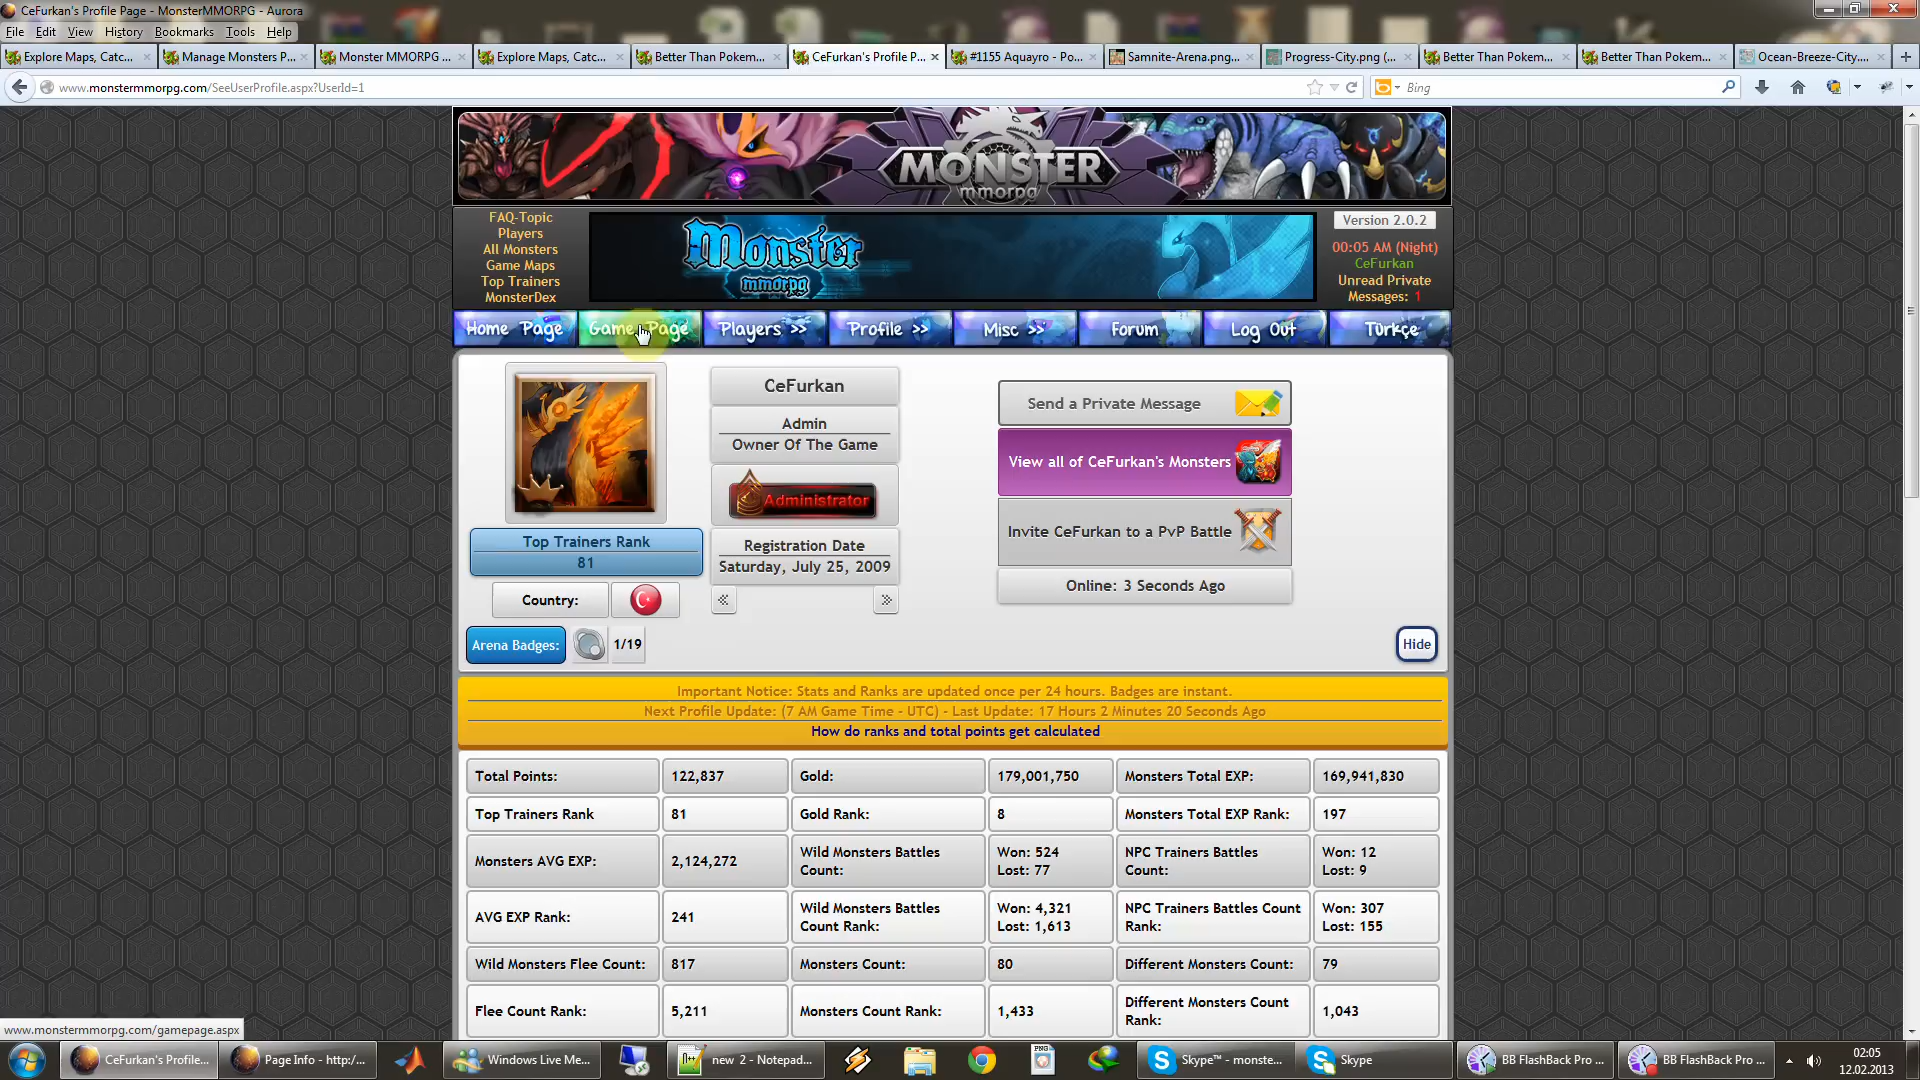 CeFurkan's Profile Page - MonsterMMORPG - Aurora
File Edit View History Bookmarks Tools Help
Explore Maps, Catc... Manage Monsters P... Monster MMORPG ... Explore Maps, Catc... Better Than Pokem... CeFurkan's Profile P... #1155 Aquayro - Po... Samnite-Arena.png... Progress-City.png (... Better Than Pokem... Better Than Pokem... Ocean-Breeze-City....
www.monstermmorpg.com/SeeUserProfile.aspx?UserId=1
Bing
MONSTER
mmorpg
FAQ-Topic
Players
All Monsters
Game Maps
Top Trainers
MonsterDex
Monster
mmorpg
Version 2.0.2
00:05 AM (Night)
CeFurkan
Unread Private
Messages: 1
Home Page Game Page Players >> Profile >> Misc >> Forum Log Out Türkçe
CeFurkan
Admin
Owner Of The Game
Administrator
Registration Date
Saturday, July 25, 2009
« »
Top Trainers Rank
81
Country:
Arena Badges: 1/19
Send a Private Message
View all of CeFurkan's Monsters
Invite CeFurkan to a PvP Battle
Online: 3 Seconds Ago
Hide
Important Notice: Stats and Ranks are updated once per 24 hours. Badges are instant.
Next Profile Update: (7 AM Game Time - UTC) - Last Update: 17 Hours 2 Minutes 20 Seconds Ago
How do ranks and total points get calculated
Total Points: 122,837 Gold: 179,001,750 Monsters Total EXP: 169,941,830
Top Trainers Rank 81 Gold Rank: 8 Monsters Total EXP Rank: 197
Monsters AVG EXP: 2,124,272 Wild Monsters Battles Count: Won: 524 Lost: 77 NPC Trainers Battles Count: Won: 12 Lost: 9
AVG EXP Rank: 241 Wild Monsters Battles Count Rank: Won: 4,321 Lost: 1,613 NPC Trainers Battles Count Rank: Won: 307 Lost: 155
Wild Monsters Flee Count: 817 Monsters Count: 80 Different Monsters Count: 79
Flee Count Rank: 5,211 Monsters Count Rank: 1,433 Different Monsters Count Rank: 1,043
www.monstermmorpg.com/gamepage.aspx
CeFurkan's Profile... Page Info - http:/... Windows Live Me... new 2 - Notepad... Skype™ - monste... Skype BB FlashBack Pro ... BB FlashBack Pro ...
02:05
12.02.2013